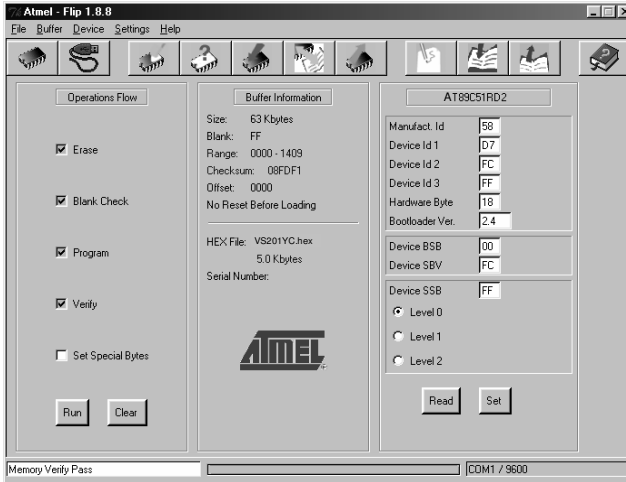 Atmel - Flip 1.8.8
File Buffer Device Settings Help
Operations Flow
Erase
Blank Check
Program
Verify
Set Special Bytes
Run Clear
Buffer Information
Size: 63 Kbytes
Blank: FF
Range: 0000 - 1409
Checksum: 08FDF1
Offset: 0000
No Reset Before Loading
HEX File: VS201YC.hex
5.0 Kbytes
Serial Number:
ATMEL
AT89C51RD2
Manufact. Id 58
Device Id 1 D7
Device Id 2 FC
Device Id 3 FF
Hardware Byte 18
Bootloader Ver. 2.4
Device BSB 00
Device SBV FC
Device SSB FF
Level 0
Level 1
Level 2
Read Set
Memory Verify Pass
COM1 / 9600